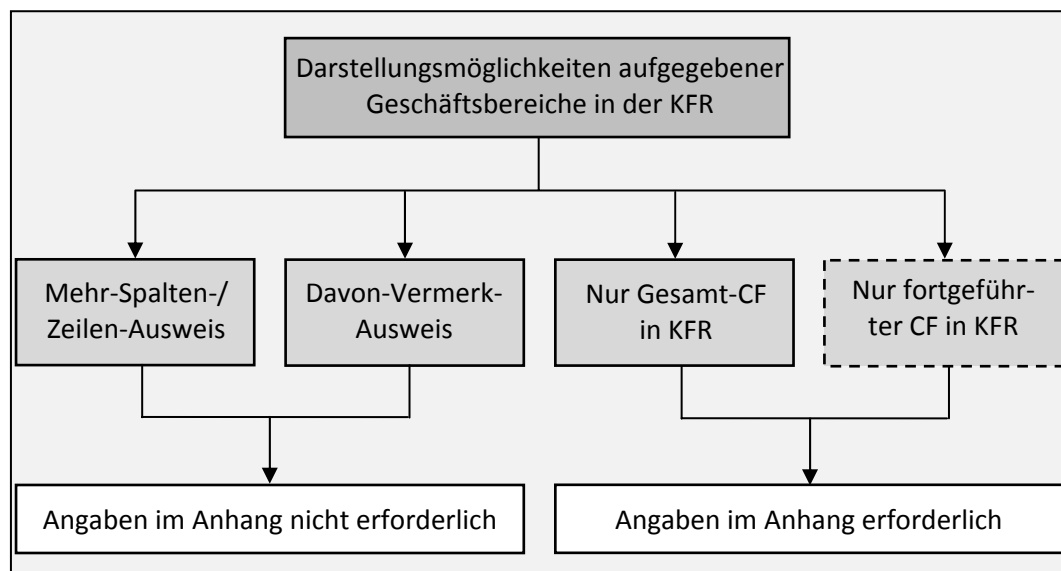 Darstellungsmöglichkeiten aufgegebener
Geschäftsbereiche in der KFR
Mehr-Spalten-/
Zeilen-Ausweis
Davon-Vermerk-
Ausweis
Nur Gesamt-CF
in KFR
Nur fortgeführ-
ter CF in KFR
Angaben im Anhang nicht erforderlich
Angaben im Anhang erforderlich